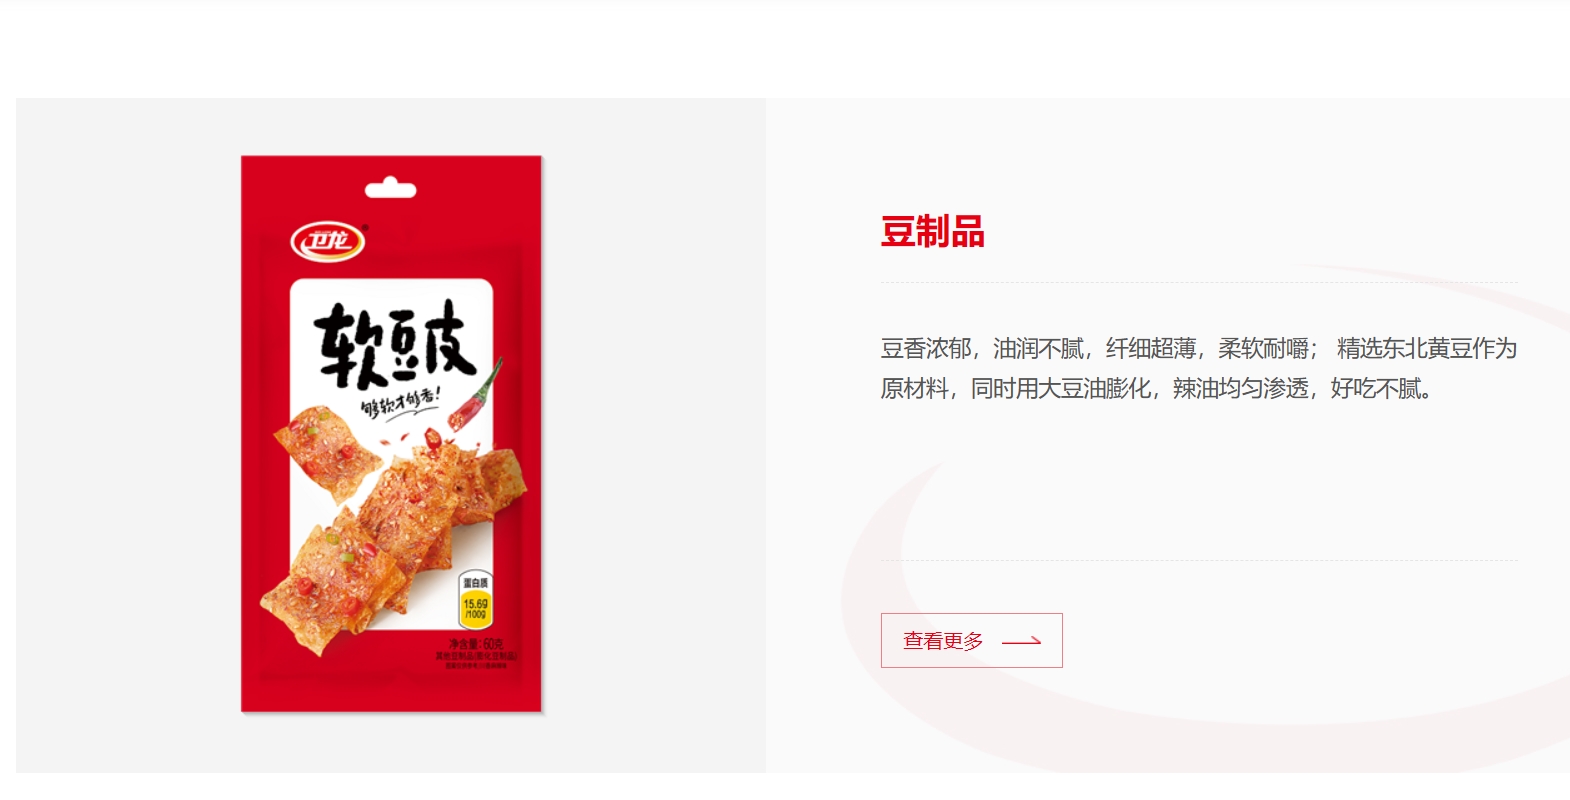 卫龙
软豆皮
够软才够香！
蛋白质
15.6g
/100g
净含量：60克
豆制品
豆香浓郁，油润不腻，纤细超薄，柔软耐嚼； 精选东北黄豆作为
原材料，同时用大豆油膨化，辣油均匀渗透，好吃不腻。
查看更多